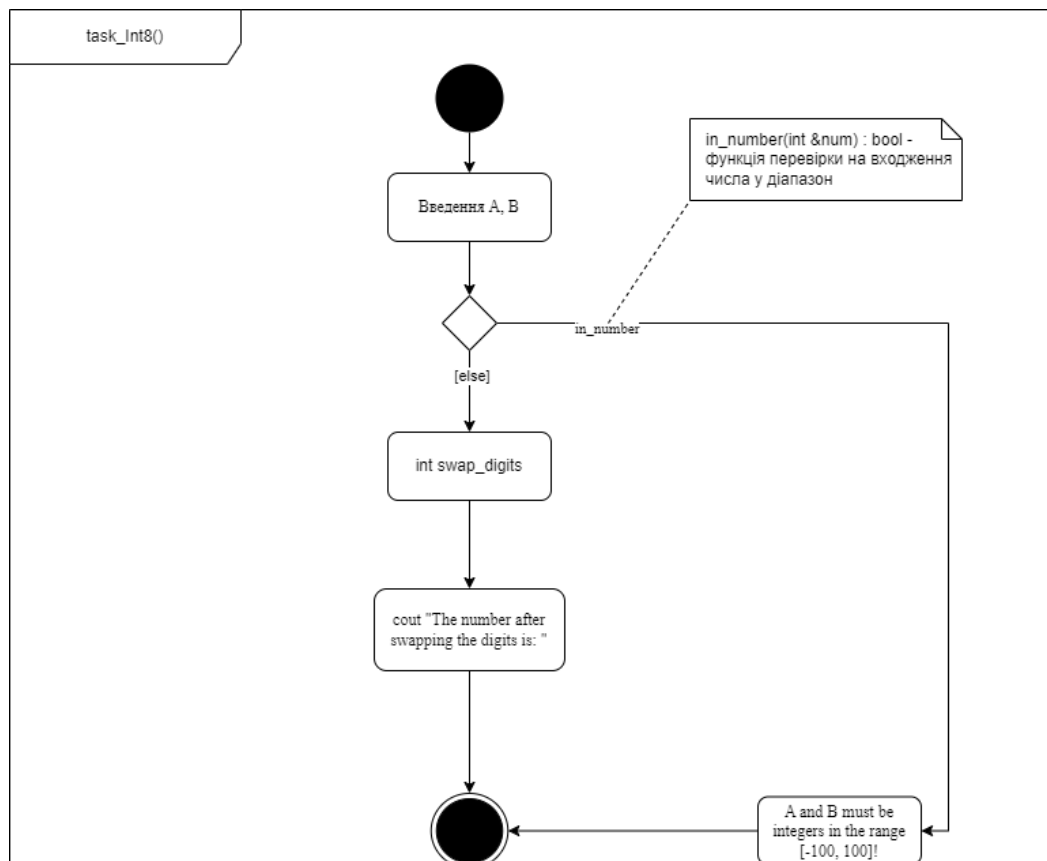 task_Int8()
in_number(int &num) : bool -
функція перевірки на входження
числа у діапазон
Введення A, B
in_number
[else]
int swap_digits
cout "The number after
swapping the digits is: "
A and B must be
integers in the range
[-100, 100]!